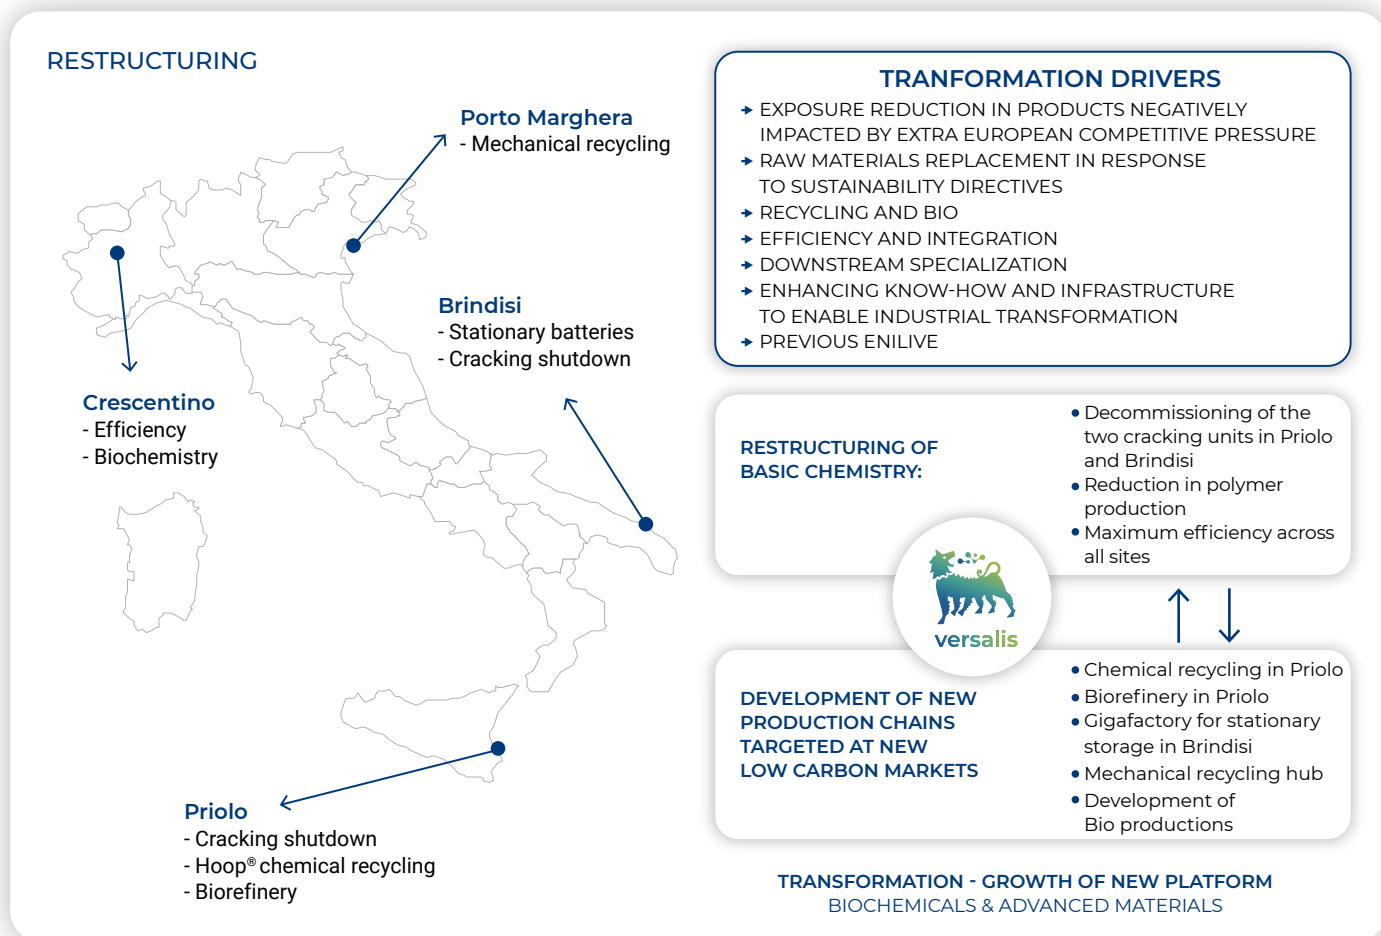 RESTRUCTURING
Porto Marghera
- Mechanical recycling
Brindisi
- Stationary batteries
- Cracking shutdown
Crescentino
- Efficiency
- Biochemistry
Priolo
- Cracking shutdown
- Hoop® chemical recycling
- Biorefinery
TRANFORMATION DRIVERS
EXPOSURE REDUCTION IN PRODUCTS NEGATIVELY
IMPACTED BY EXTRA EUROPEAN COMPETITIVE PRESSURE
RAW MATERIALS REPLACEMENT IN RESPONSE
TO SUSTAINABILITY DIRECTIVES
RECYCLING AND BIO
EFFICIENCY AND INTEGRATION
DOWNSTREAM SPECIALIZATION
ENHANCING KNOW-HOW AND INFRASTRUCTURE
TO ENABLE INDUSTRIAL TRANSFORMATION
PREVIOUS ENILIVE
RESTRUCTURING OF
BASIC CHEMISTRY:
• Decommissioning of the
two cracking units in Priolo
and Brindisi
• Reduction in polymer
production
• Maximum efficiency across
all sites
versalis
DEVELOPMENT OF NEW
PRODUCTION CHAINS
TARGETED AT NEW
LOW CARBON MARKETS
• Chemical recycling in Priolo
• Biorefinery in Priolo
• Gigafactory for stationary
storage in Brindisi
• Mechanical recycling hub
• Development of
Bio productions
TRANSFORMATION - GROWTH OF NEW PLATFORM
BIOCHEMICALS & ADVANCED MATERIALS